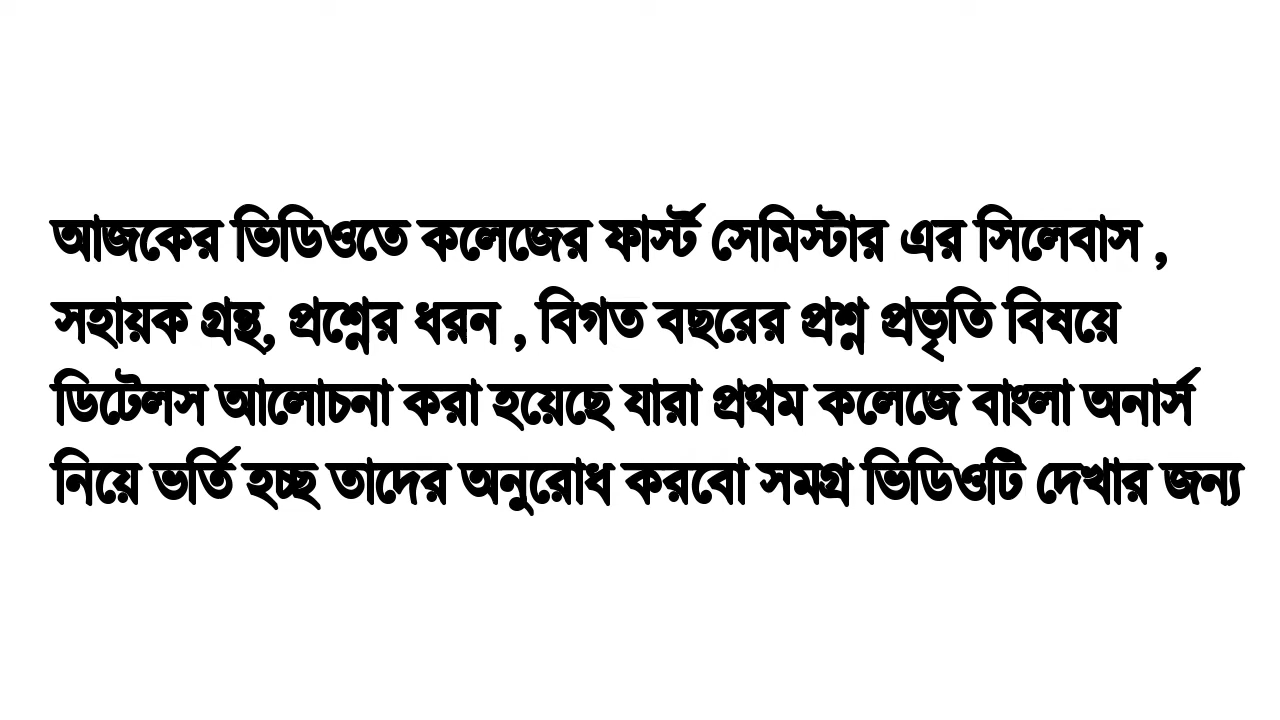 আজকের ভিডিওতে কলেজের ফার্স্ট সেমিস্টার এর সিলেবাস ,
সহায়ক গ্রন্থ, প্রশ্নের ধরন , বিগত বছরের প্রশ্ন প্রভৃতি বিষয়ে
ডিটেলস আলোচনা করা হয়েছে যারা প্রথম কলেজে বাংলা অনার্স
নিয়ে ভর্তি হচ্ছ তাদের অনুরোধ করবো সমগ্র ভিডিওটি দেখার জন্য